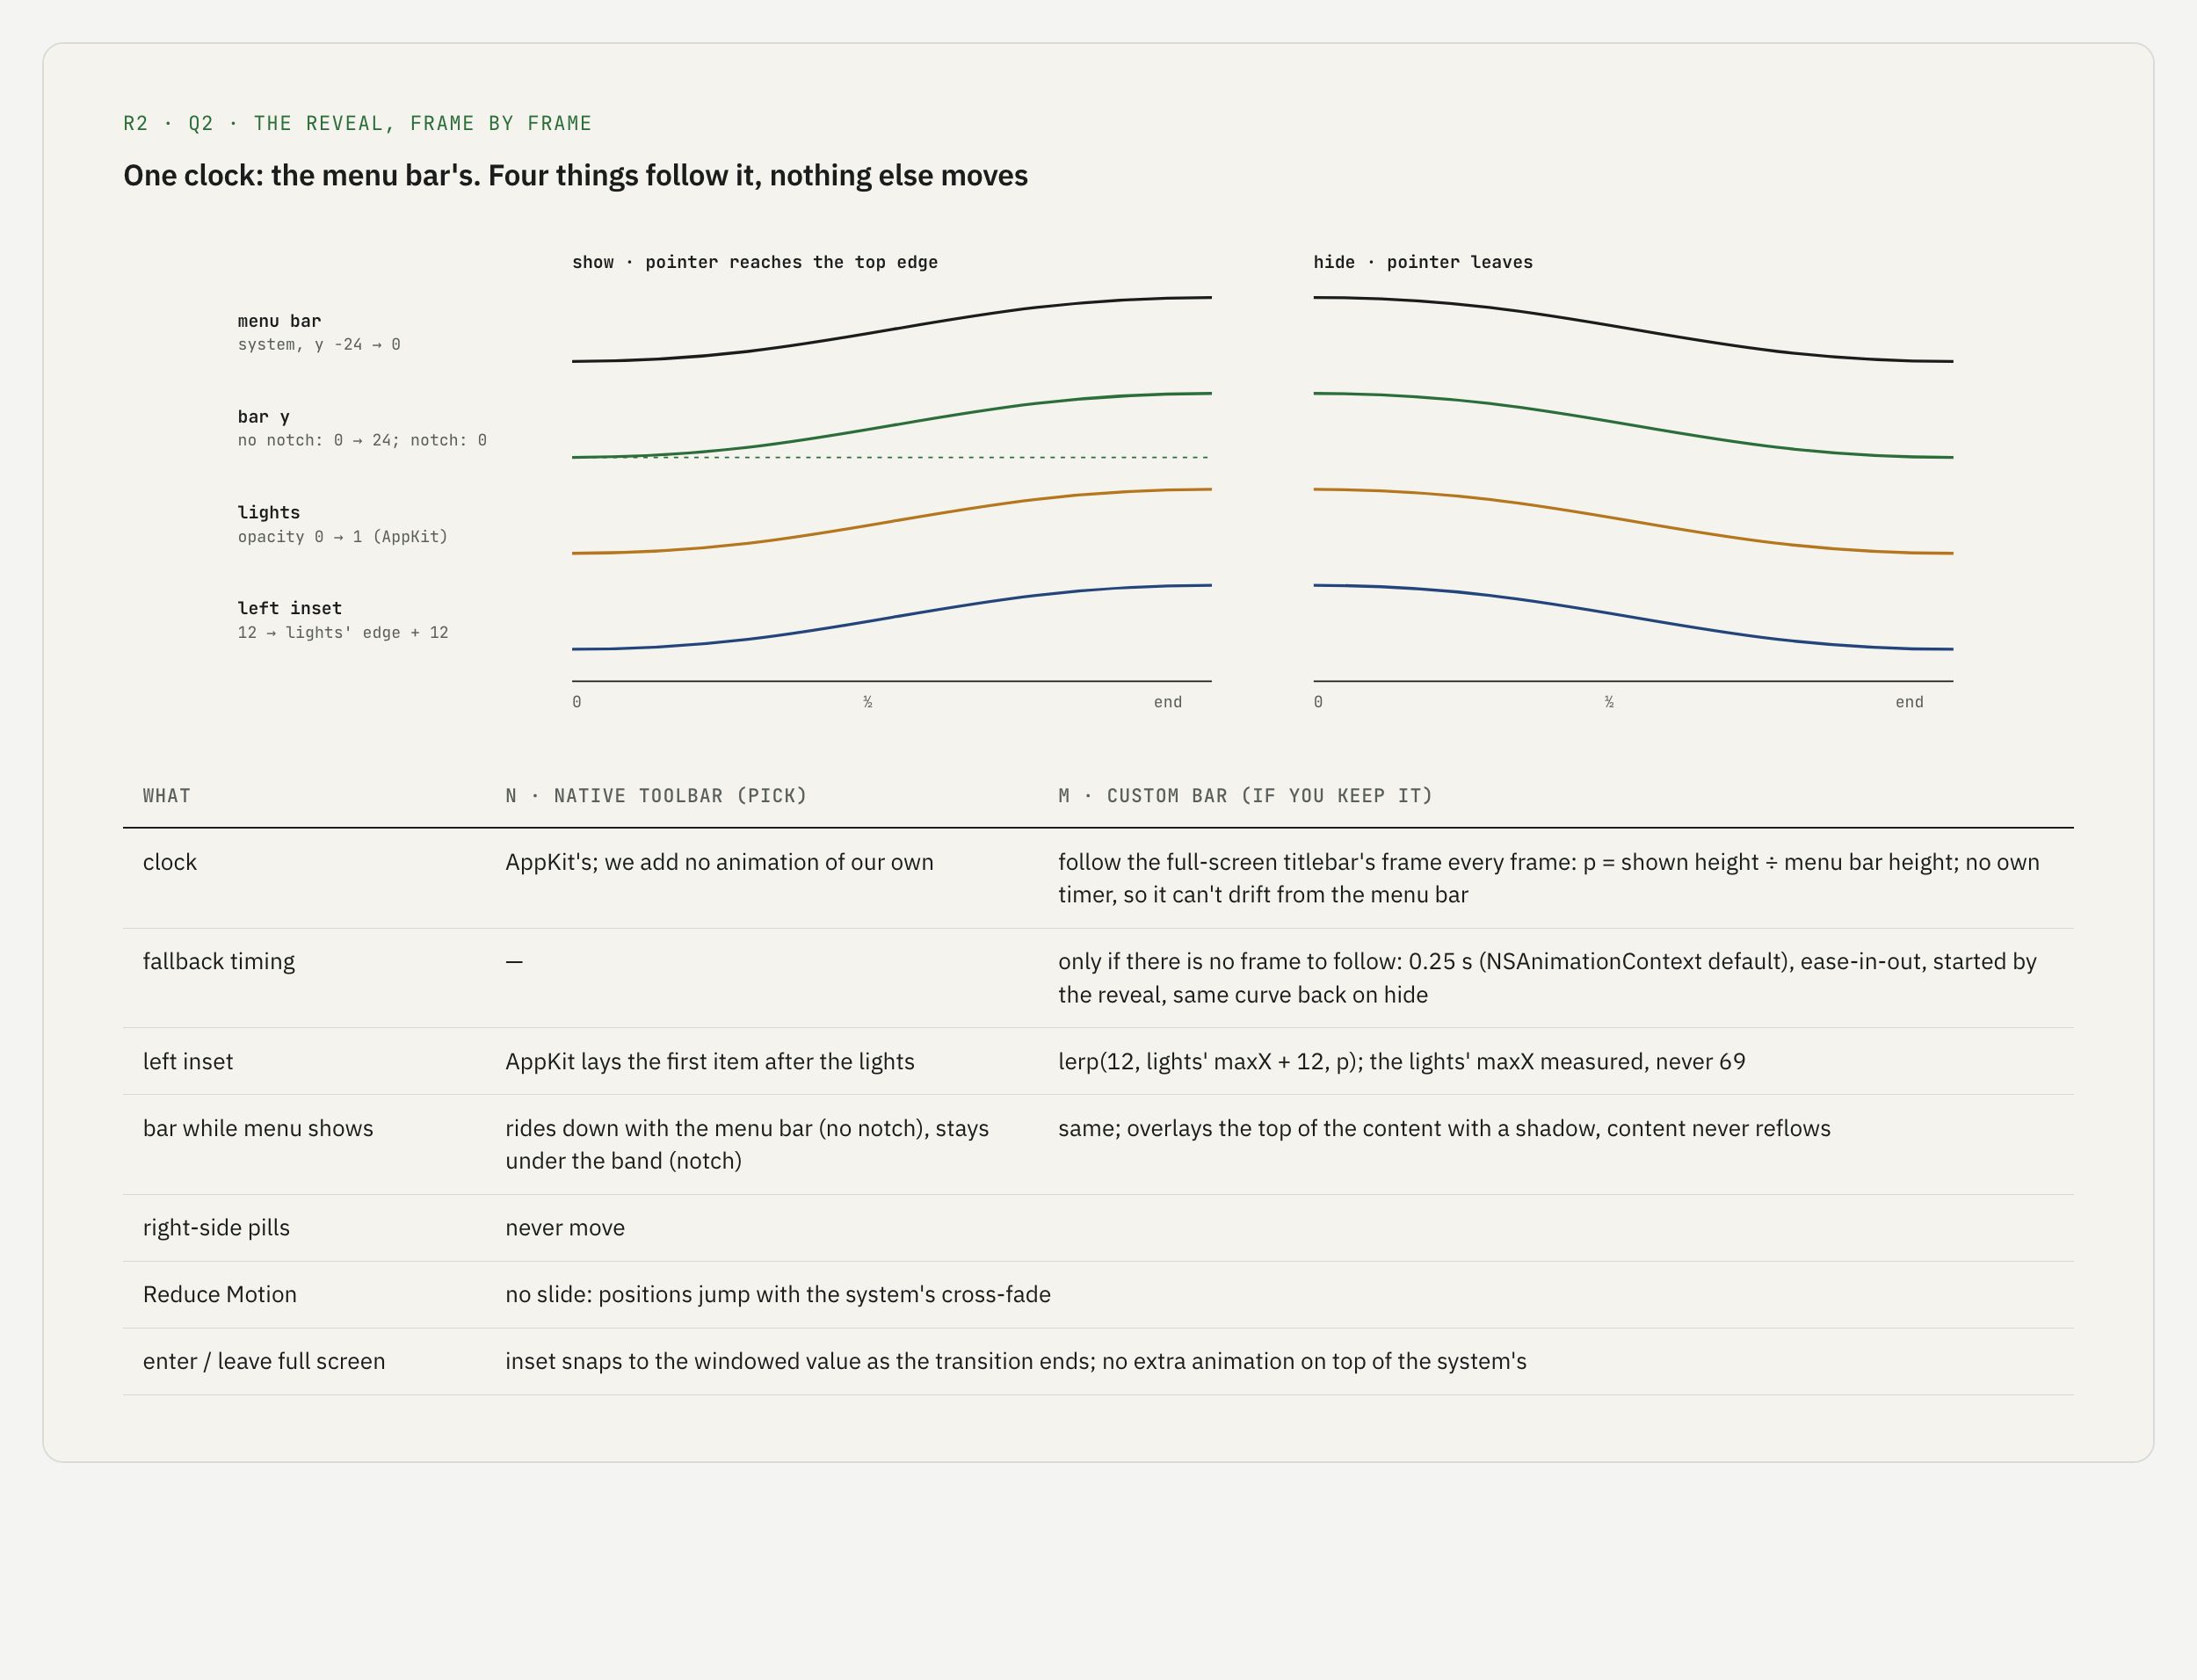 R2 · Q2 · THE REVEAL, FRAME BY FRAME
One clock: the menu bar's. Four things follow it, nothing else moves
show · pointer reaches the top edge
hide · pointer leaves
menu bar
system, y -24 → 0
bar y
no notch: 0 → 24; notch: 0
lights
opacity 0 → 1 (AppKit)
left inset
12 → lights' edge + 12
0 ½ end
0 ½ end
WHAT
N · NATIVE TOOLBAR (PICK)
M · CUSTOM BAR (IF YOU KEEP IT)
clock
AppKit's; we add no animation of our own
follow the full-screen titlebar's frame every frame: p = shown height ÷ menu bar height; no own
timer, so it can't drift from the menu bar
fallback timing
—
only if there is no frame to follow: 0.25 s (NSAnimationContext default), ease-in-out, started by
the reveal, same curve back on hide
left inset
AppKit lays the first item after the lights
lerp(12, lights' maxX + 12, p); the lights' maxX measured, never 69
bar while menu shows
rides down with the menu bar (no notch), stays
under the band (notch)
same; overlays the top of the content with a shadow, content never reflows
right-side pills
never move
Reduce Motion
no slide: positions jump with the system's cross-fade
enter / leave full screen
inset snaps to the windowed value as the transition ends; no extra animation on top of the system's